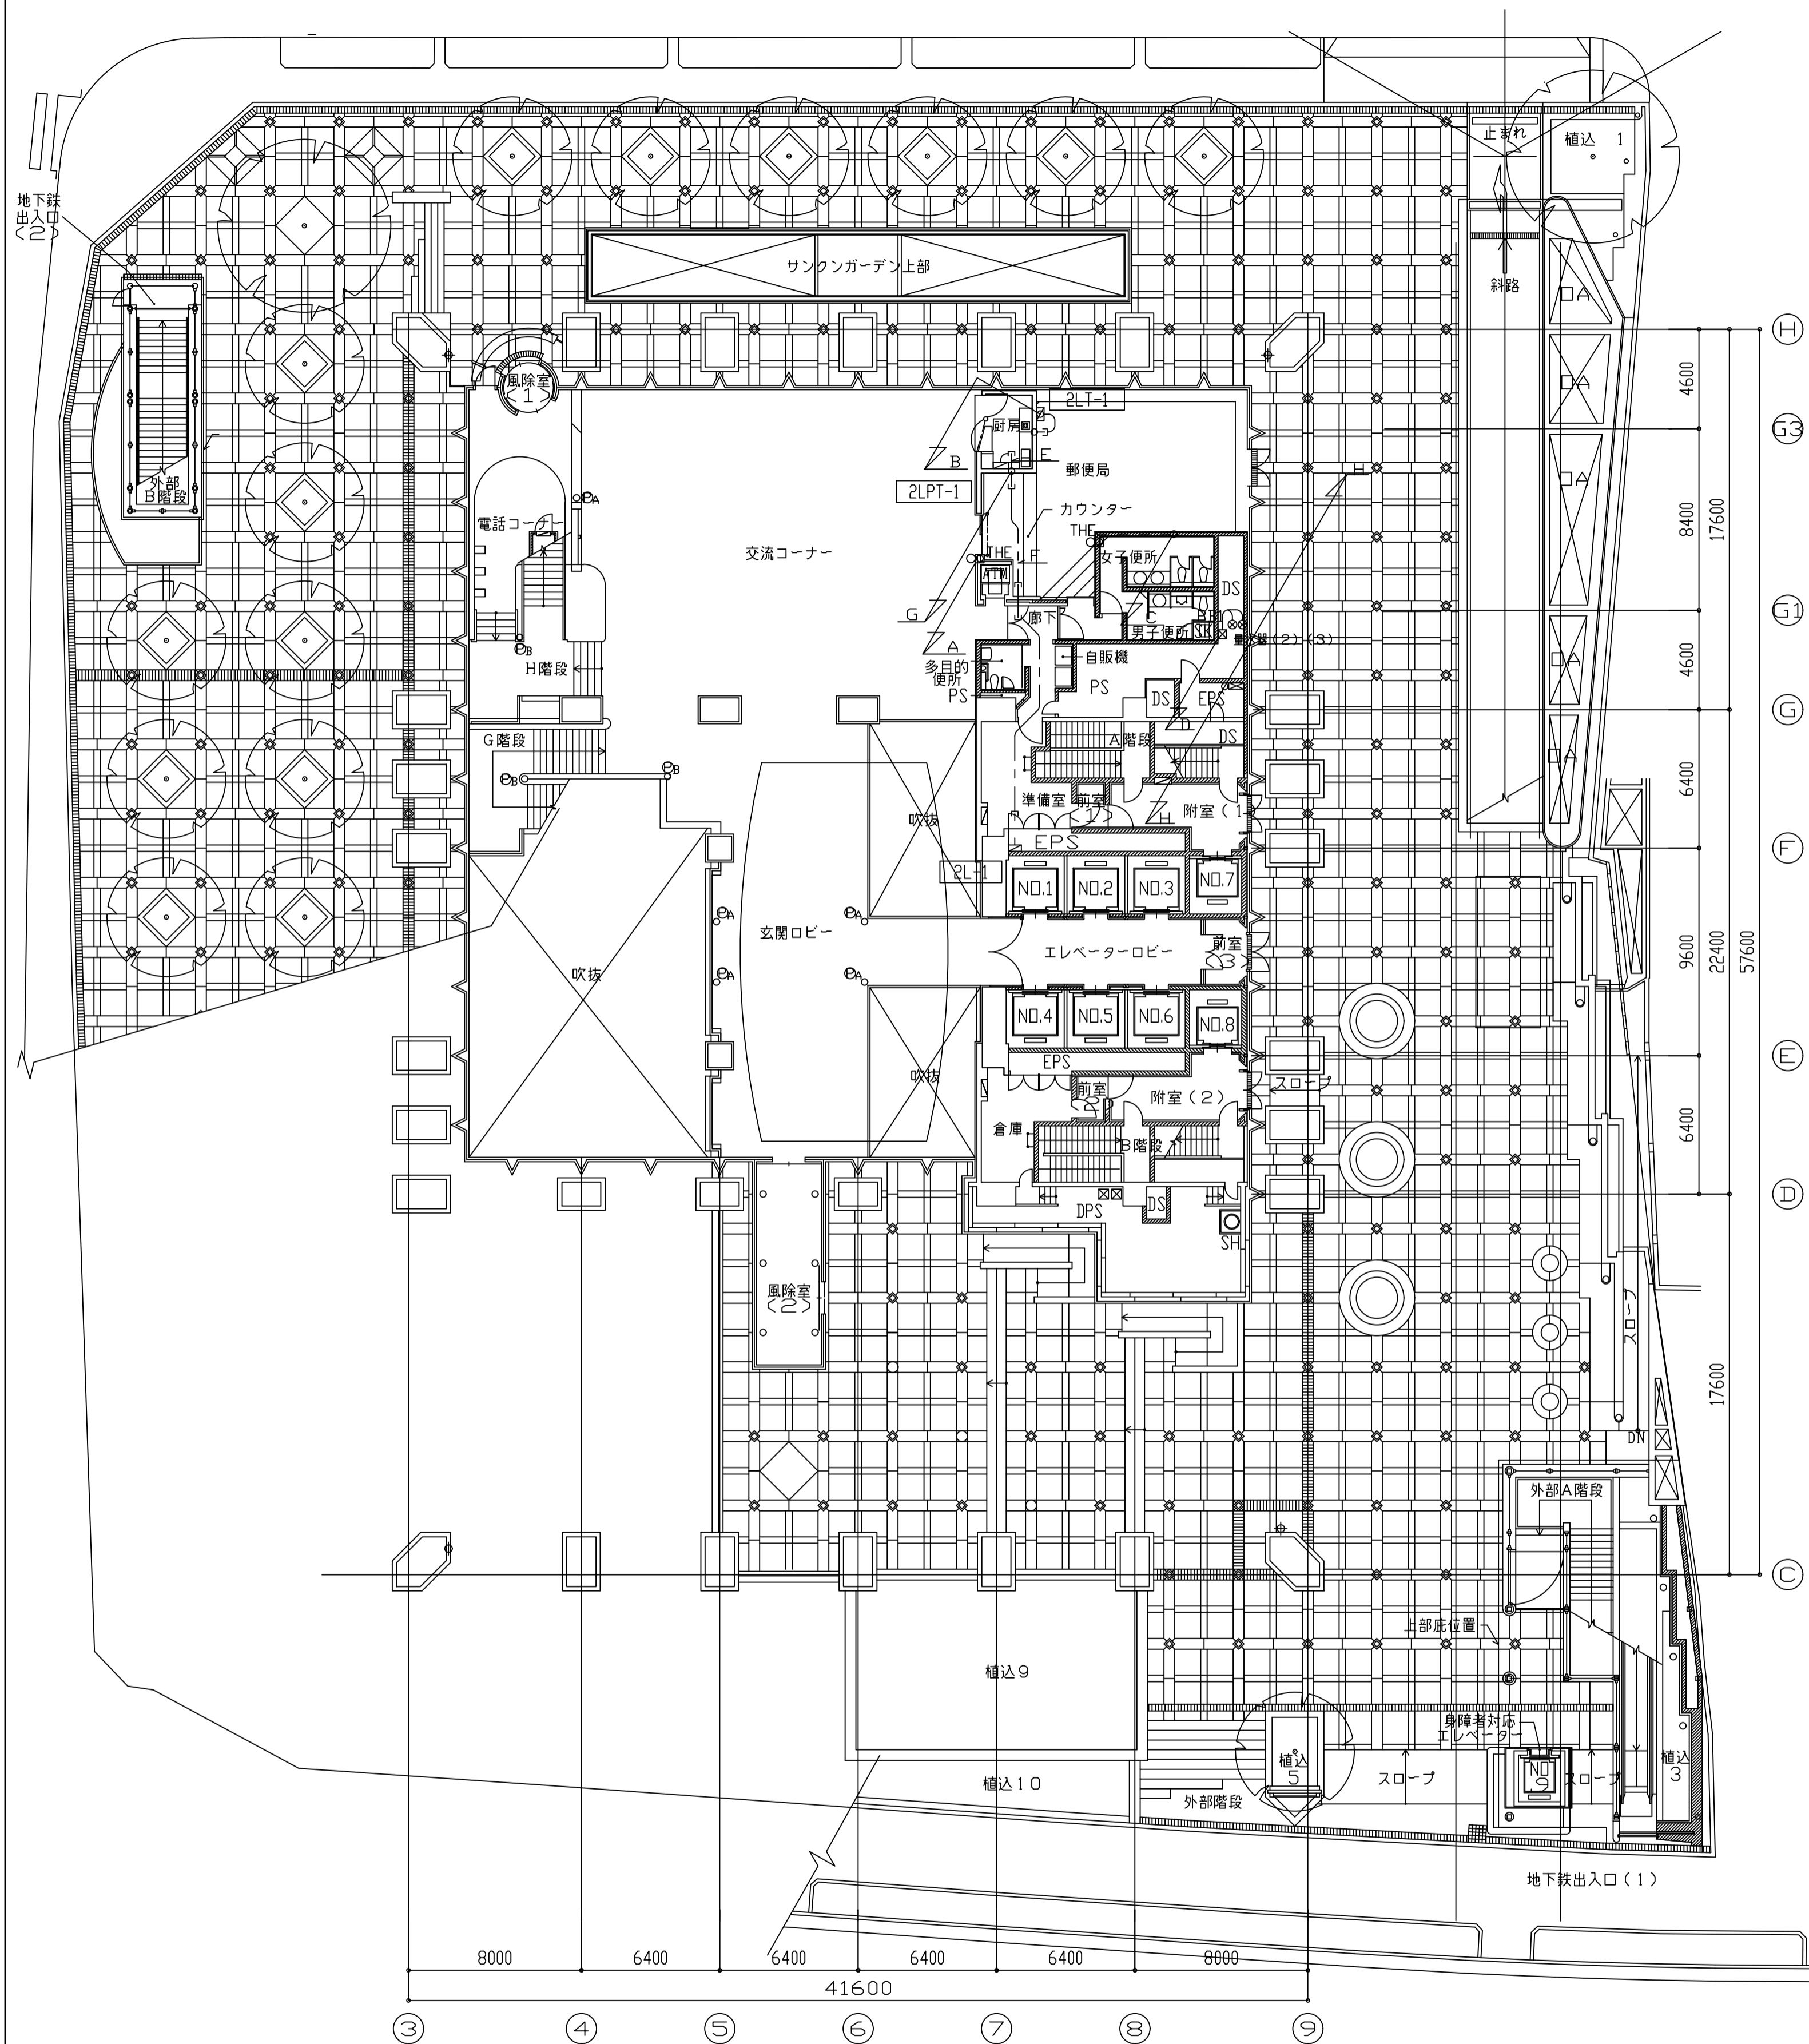 止まれ
植込 1
地下鉄
出入口
(2)
サンクンガーデン上部
斜路
H
風除室
(1)
2LT-1
4600
厨房
G3
B
E
郵便局
H
外部
B階段
2LPT-1
PA
カウンター
8400
17600
電話コーナー
THE
交流コーナー
THE
F
女子便所
ATM
DS
G
廊下
C
G1
男子便所
SK
量水器(2)(3)
PB
A
自販機
H階段
多目的
便所
4600
PS
PS
DS
EPS
G
D
G階段
A階段
DS
PB
PB
6400
準備室
前室
(1)
附室(1)
吹抜
H
EPS
F
2L-1
NO.1
NO.2
NO.3
NO.7
PA
PA
玄関ロビー
エレベーターロビー
前室
(3)
9600
22400
57600
吹抜
PA
PA
NO.4
NO.5
NO.6
NO.8
EPS
E
吹抜
前室
(2)
附室(2)
スロープ
倉庫
B階段
6400
D
DPS
DS
SH
風除室
(2)
スロープ
17600
DN
外部A階段
C
上部庇位置
植込9
身障者対応
エレベーター
植込10
植込
5
スロープ
NO.9
スロープ
植込
3
外部階段
地下鉄出入口(1)
8000
6400
6400
6400
6400
8000
41600
3
4
5
6
7
8
9